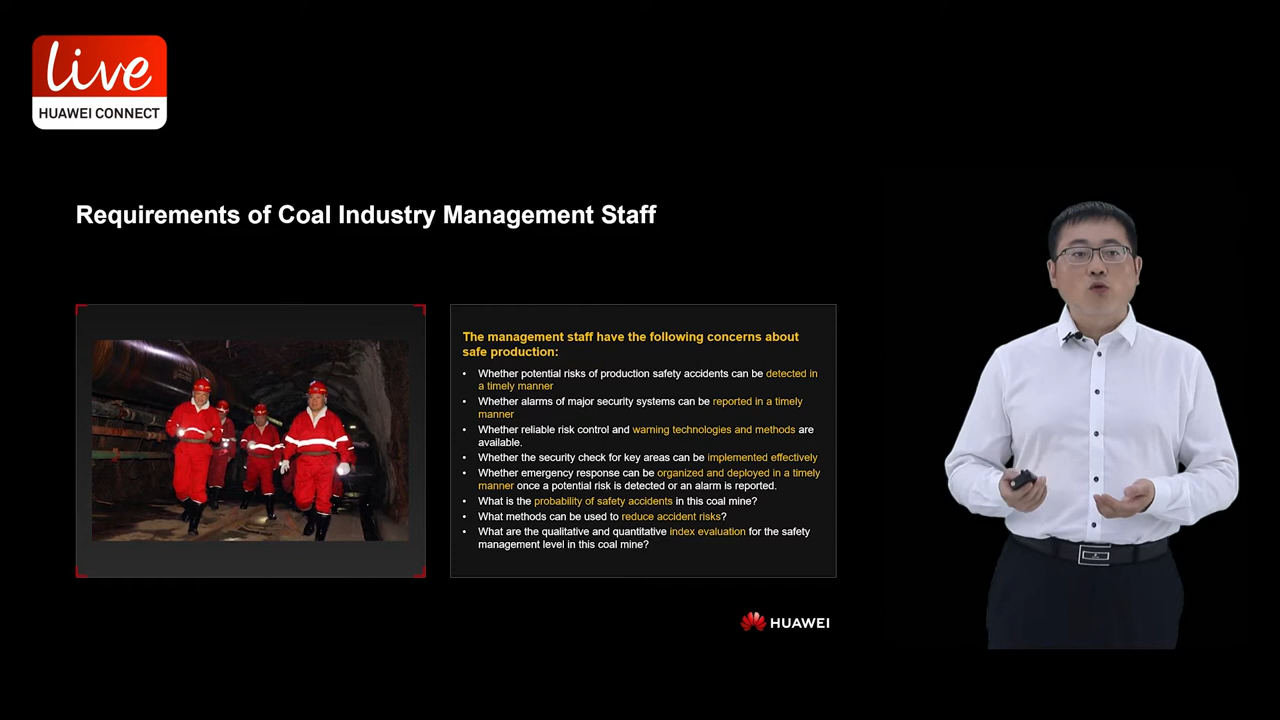 live
HUAWEI CONNECT
Requirements of Coal Industry Management Staff
The management staff have the following concerns about
safe production:
• Whether potential risks of production safety accidents can be detected in
a timely manner
• Whether alarms of major security systems can be reported in a timely
manner
• Whether reliable risk control and warning technologies and methods are
available.
• Whether the security check for key areas can be implemented effectively
• Whether emergency response can be organized and deployed in a timely
manner once a potential risk is detected or an alarm is reported.
• What is the probability of safety accidents in this coal mine?
• What methods can be used to reduce accident risks?
• What are the qualitative and quantitative index evaluation for the safety
management level in this coal mine?
HUAWEI